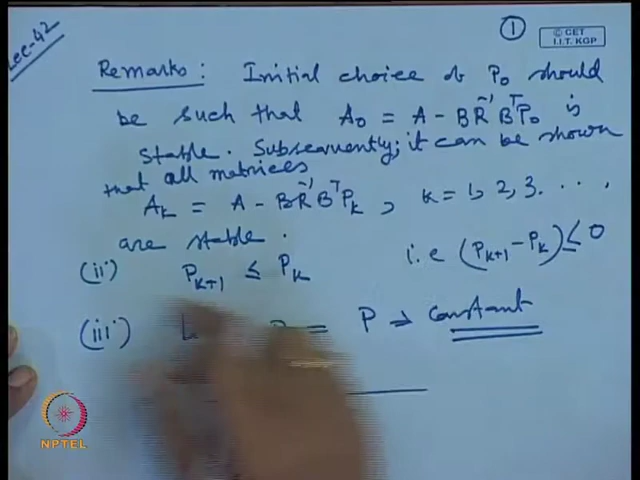 Lec-42
①
© CET
I.I.T. KGP
Remarks : Initial choice of P₀ should
be such that A₀ = A - BR⁻¹BᵀP₀ is
stable. Subsequently; it can be shown
that all matrices
Aₖ = A - BR⁻¹BᵀPₖ , k = 1, 2, 3. . . . ,
are stable.
(ii) Pₖ₊₁ ≤ Pₖ i.e (Pₖ₊₁ - Pₖ) ≤ 0
(iii) = P → constant
NPTEL